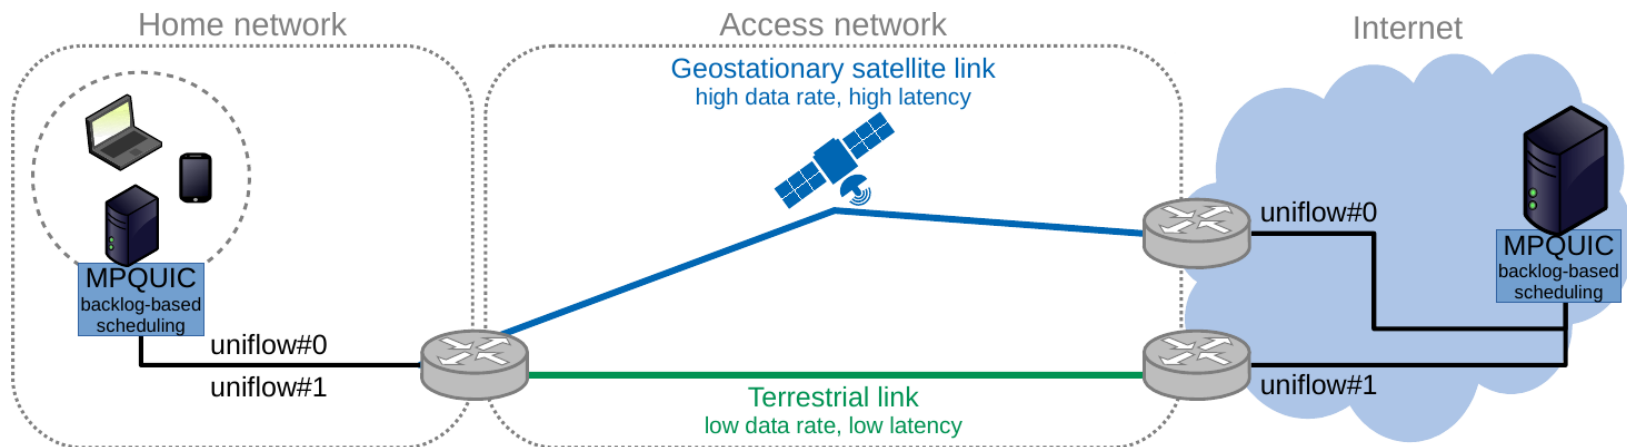 Home network
Access network
Internet
Geostationary satellite link
high data rate, high latency
MPQUIC
backlog-based
scheduling
uniflow#0
uniflow#1
Terrestrial link
low data rate, low latency
uniflow#0
MPQUIC
backlog-based
scheduling
uniflow#1